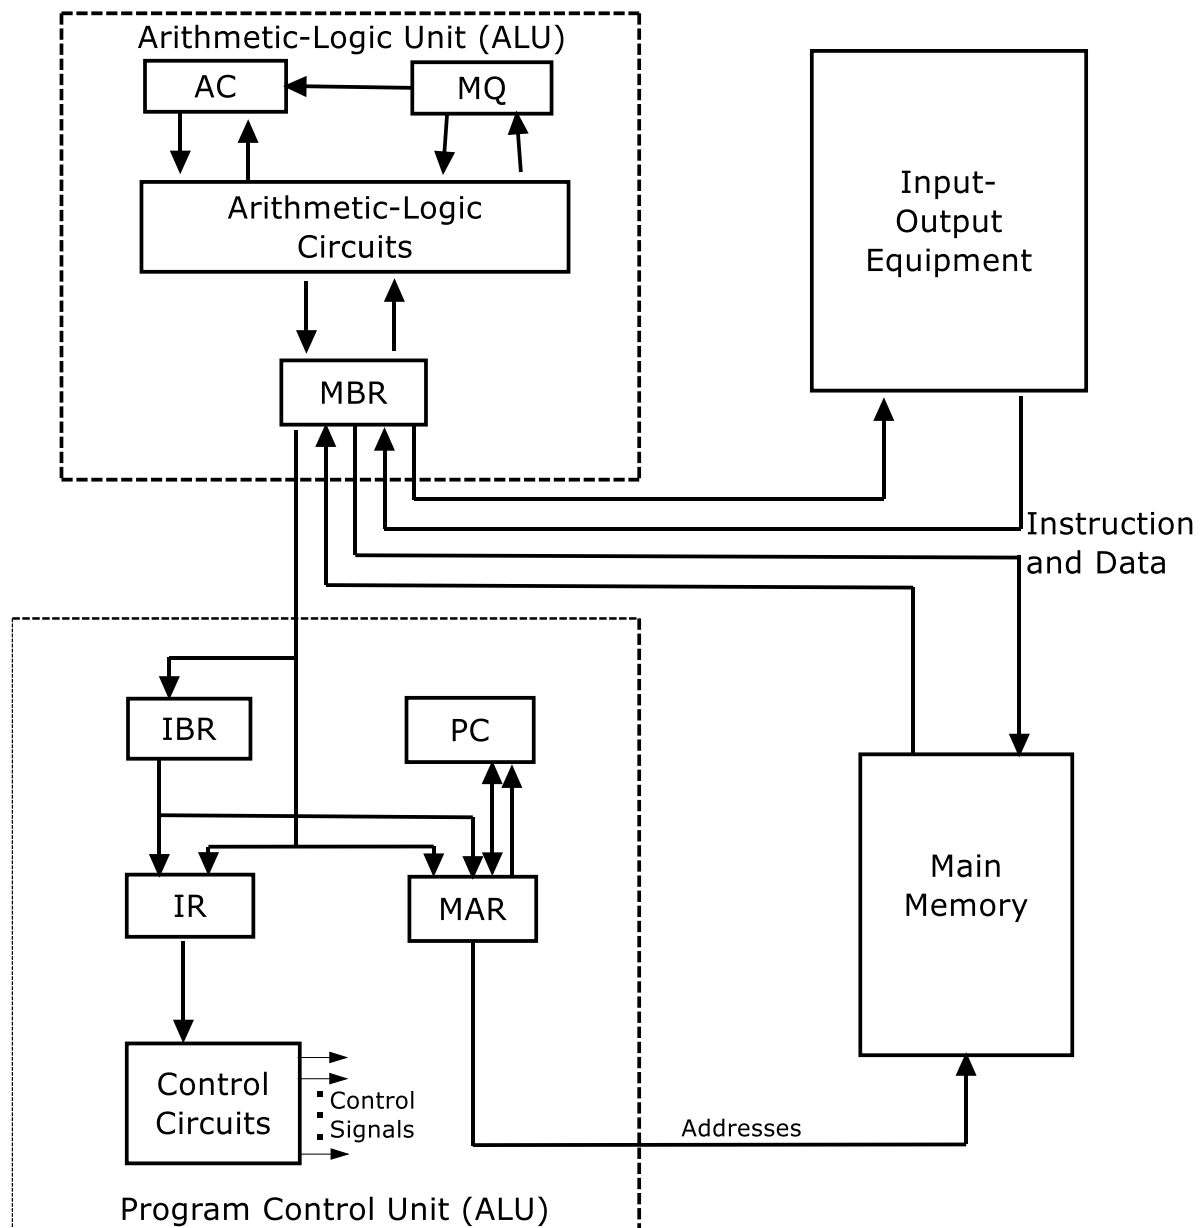 Arithmetic-Logic Unit (ALU)
AC
MQ
Arithmetic-Logic
Circuits
MBR
Input-
Output
Equipment
Instruction
and Data
IBR
PC
IR
MAR
Main
Memory
Control
Circuits
Control
Signals
Addresses
Program Control Unit (ALU)